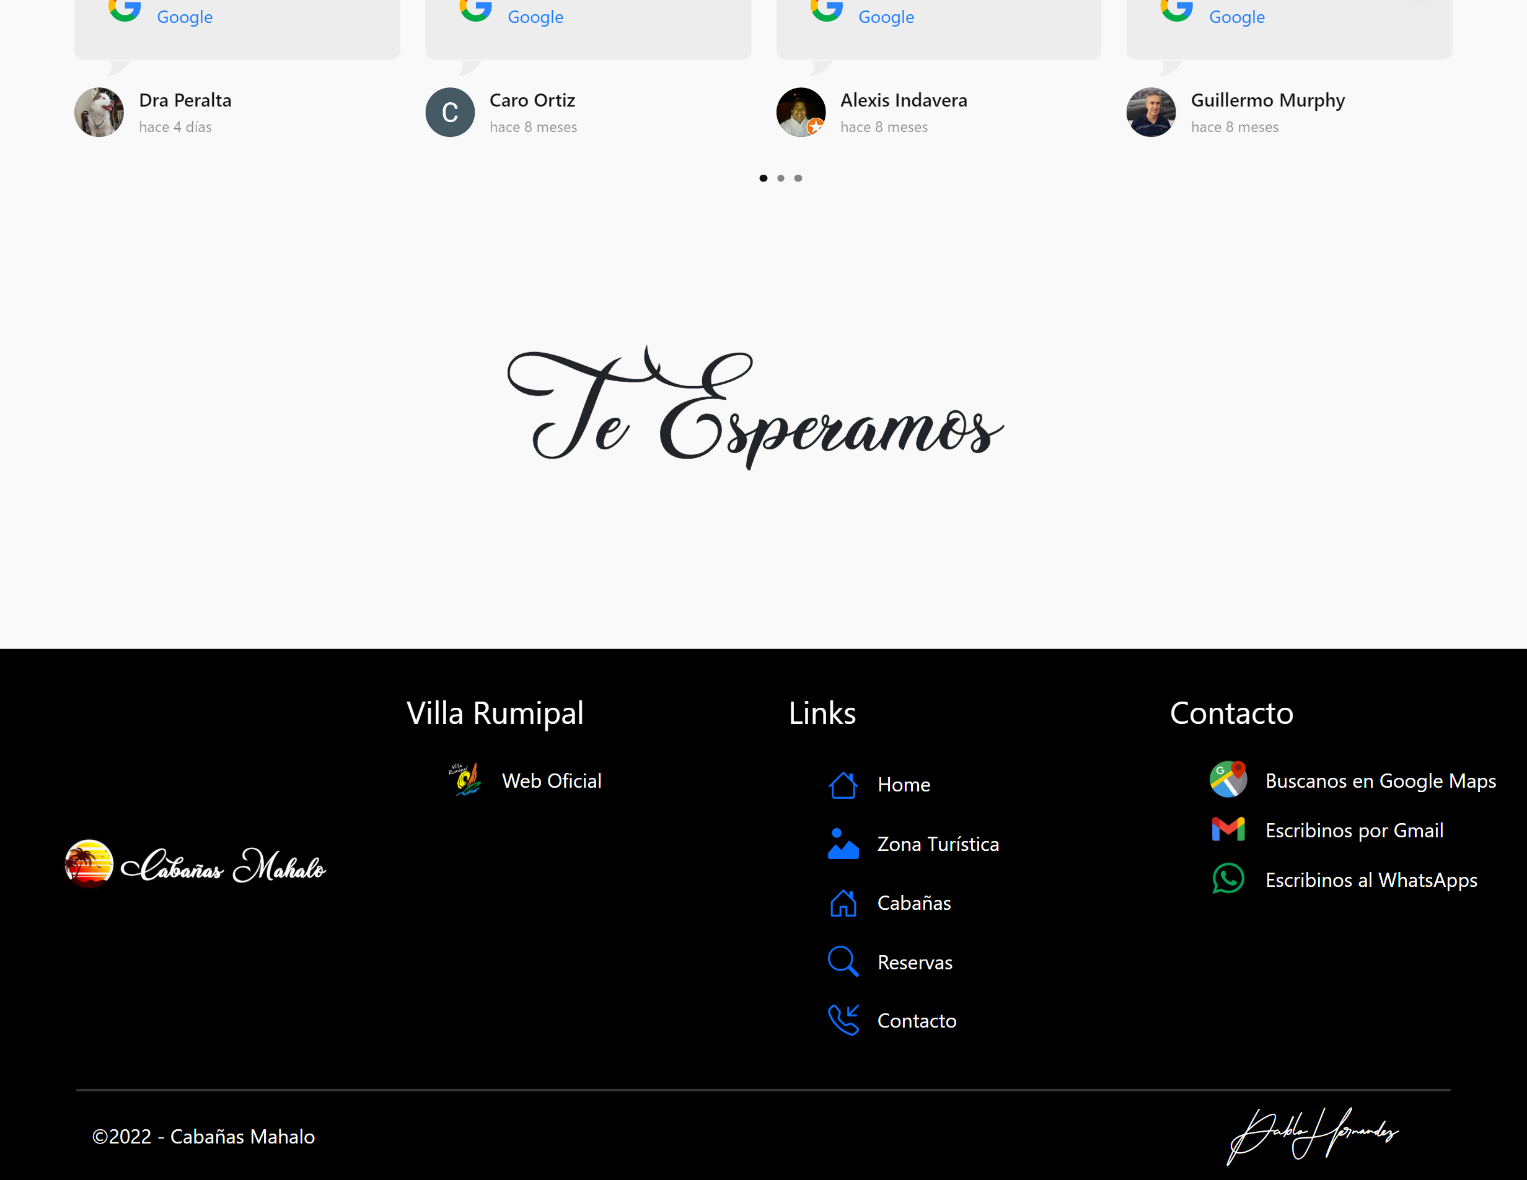 Google
Google
Google
Google
Dra Peralta
hace 4 días
C
Caro Ortiz
hace 8 meses
Alexis Indavera
hace 8 meses
Guillermo Murphy
hace 8 meses
Te Esperamos
Cabañas Mahalo
Villa Rumipal
Villa Rumipal
Web Oficial
Links
Home
Zona Turística
Cabañas
Reservas
Contacto
Contacto
G
Buscanos en Google Maps
Escribinos por Gmail
Escribinos al WhatsApps
©2022 - Cabañas Mahalo
Pablo Hernandez